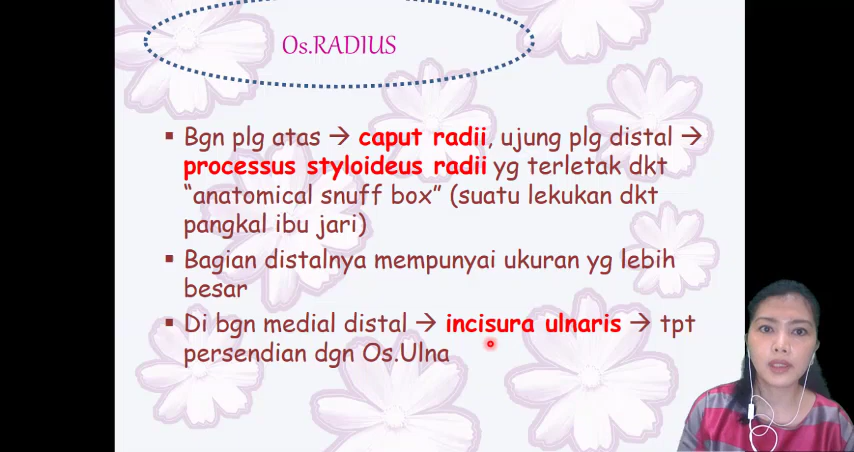 Os.RADIUS
▪ Bgn plg atas → caput radii, ujung plg distal →
processus styloideus radii yg terletak dkt
“anatomical snuff box” (suatu lekukan dkt
pangkal ibu jari)
▪ Bagian distalnya mempunyai ukuran yg lebih
besar
▪ Di bgn medial distal → incisura ulnaris → tpt
persendian dgn Os.Ulna